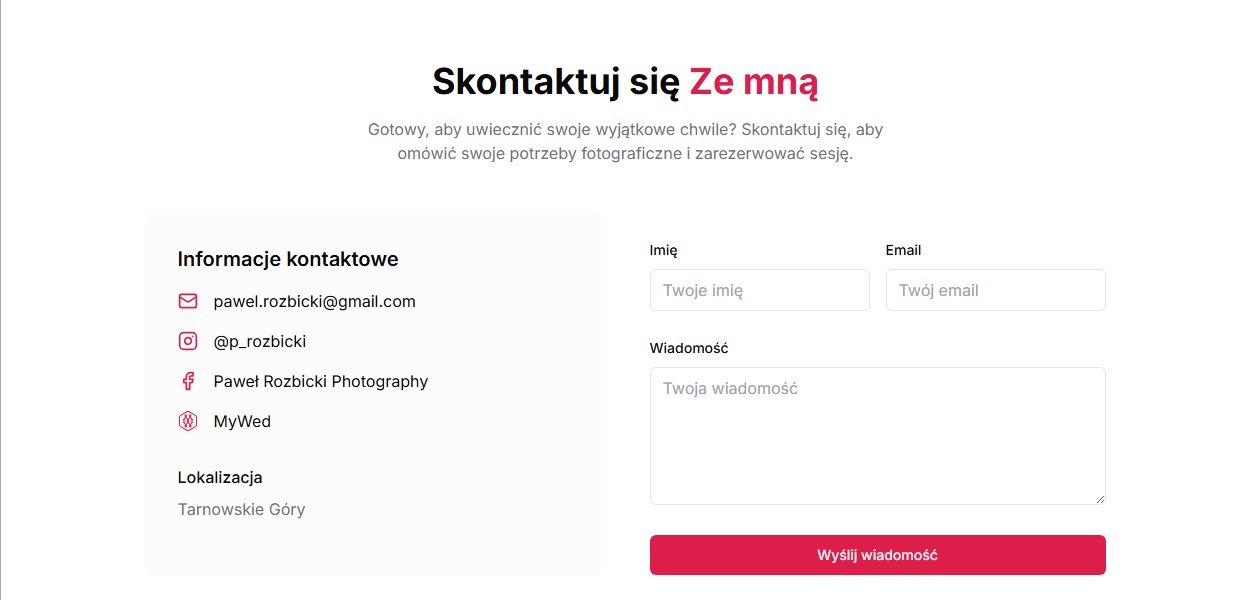 Skontaktuj się Ze mną
Gotowy, aby uwiecznić swoje wyjątkowe chwile? Skontaktuj się, aby
omówić swoje potrzeby fotograficzne i zarezerwować sesję.
Informacje kontaktowe
pawel.rozbicki@gmail.com
@p_rozbicki
Paweł Rozbicki Photography
MyWed
Lokalizacja
Tarnowskie Góry
Imię
Twoje imię
Email
Twój email
Wiadomość
Twoja wiadomość
Wyślij wiadomość